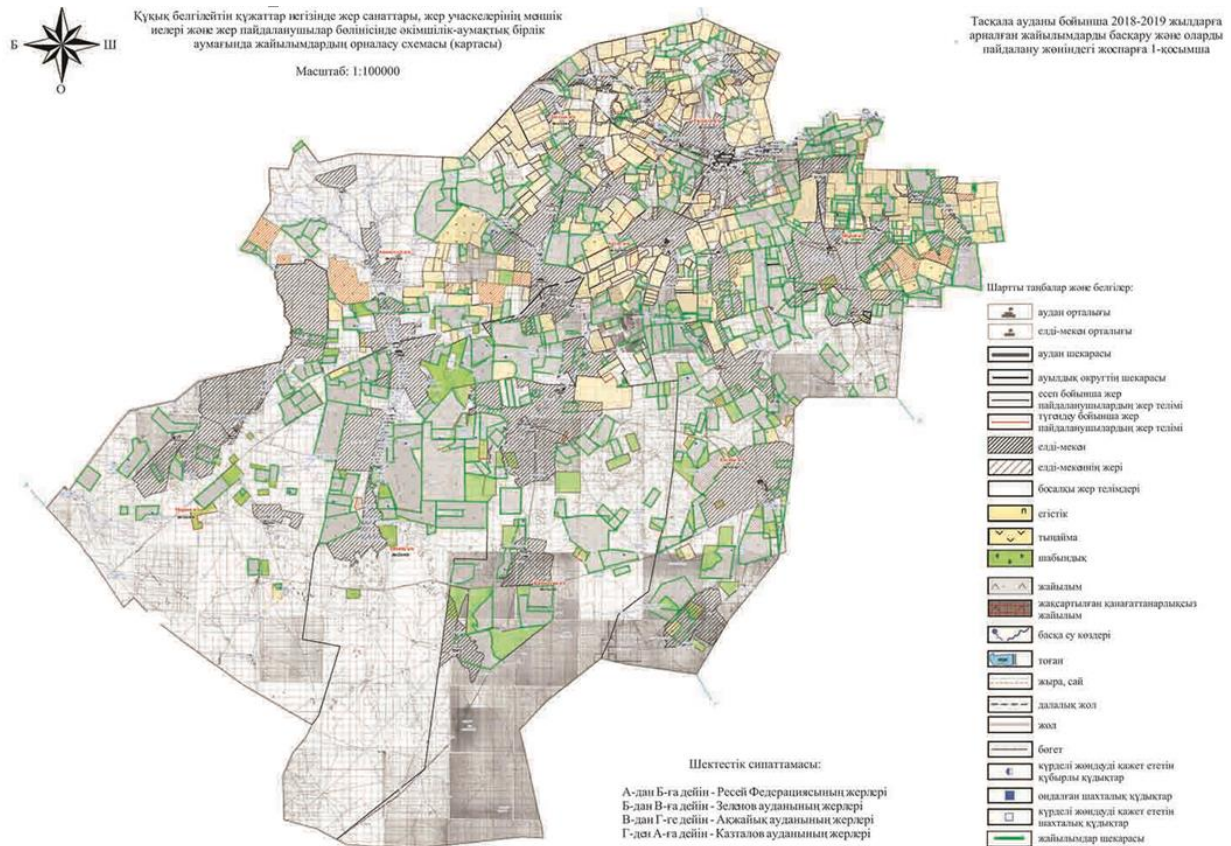 Құқық белгілейтін құжаттар негізінде жер санаттары, жер учаскелерінің меншік
иелері және жер пайдаланушылар бөлінісінде әкімшілік-аумақтық бірлік
аумағында жайылымдардың орналасу схемасы (картасы)
Масштаб: 1:100000
Б
Ш
О
Тасқала ауданы бойынша 2018-2019 жылдарға
арналған жайылымдарды басқару және оларды
пайдалану жөніндегі жоспарға 1-қосымша
Шартты таңбалар және белгілер:
аудан орталығы
елді-мекен орталығы
аудан шекарасы
ауылдық округтің шекарасы
есеп бойынша жер
пайдаланушылардың жер телімі
түгендеу бойынша жер
пайдаланушылардың жер телімі
елді-мекен
елді-мекеннің жері
босалқы жер телімдері
егістік
тыңайма
шабындық
жайылым
жақсартылған қанағаттанарлықсыз
жайылым
басқа су көздері
тоған
жыра, сай
далалық жол
жол
бөгет
күрделі жөндеуді қажет ететін
құбырлы құдықтар
оңдалған шахталық құдықтар
күрделі жөндеуді қажет ететін
шахталық құдықтар
жайылымдар шекарасы
Шектестік сипаттамасы:
А-дан Б-ға дейін - Ресей Федерациясының жерлері
Б-дан В-ға дейін - Зеленов ауданының жерлері
В-дан Г-ге дейін - Ақжайық ауданының жерлері
Г-ден А-ға дейін - Казталов ауданының жерлері